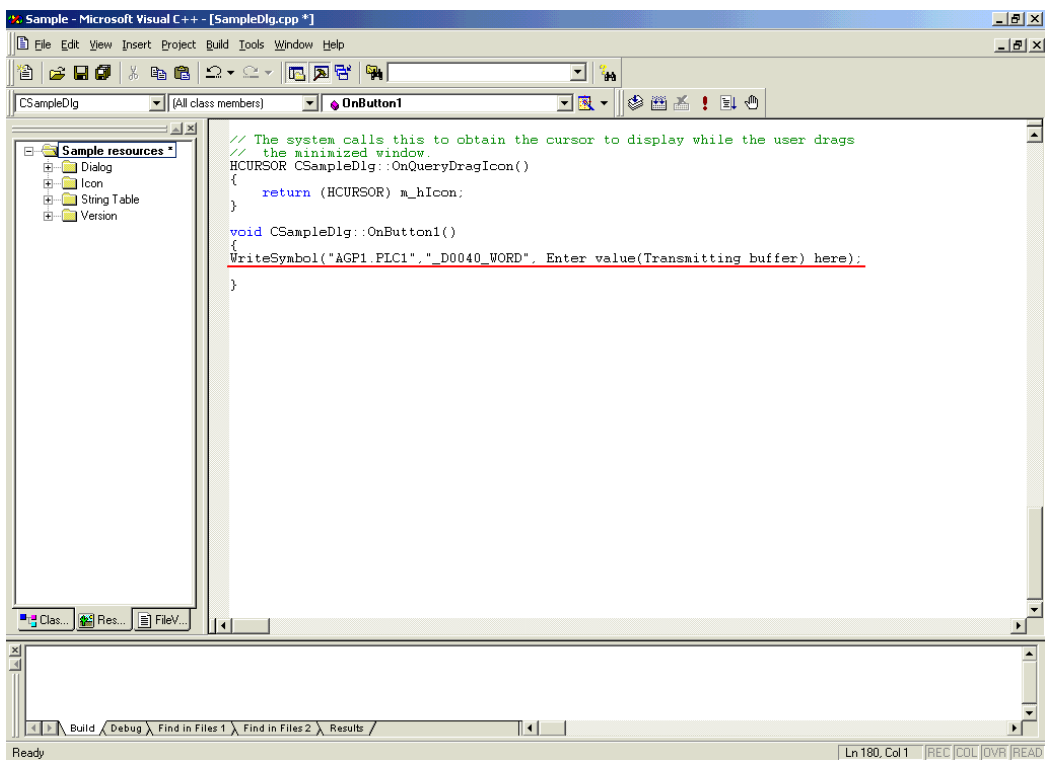 Sample - Microsoft Visual C++ - [SampleDlg.cpp *]
File Edit View Insert Project Build Tools Window Help
CSampleDlg (All class members) OnButton1
Sample resources *
Dialog
Icon
String Table
Version
// The system calls this to obtain the cursor to display while the user drags
//  the minimized window.
HCURSOR CSampleDlg::OnQueryDragIcon()
{
    return (HCURSOR) m_hIcon;
}
void CSampleDlg::OnButton1()
{
WriteSymbol("AGP1.PLC1","_D0040_WORD", Enter value(Transmitting buffer) here);
}
Clas... Res... FileV...
Build Debug Find in Files 1 Find in Files 2 Results
Ready Ln 180, Col 1 REC COL OVR READ